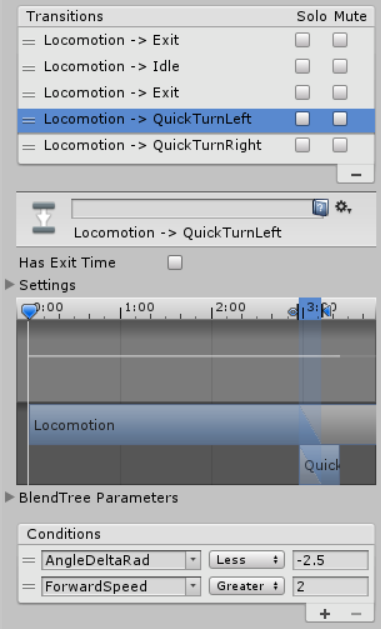 Transitions Solo Mute
Locomotion -> Exit
Locomotion -> Idle
Locomotion -> Exit
Locomotion -> QuickTurnLeft
Locomotion -> QuickTurnRight
Locomotion -> QuickTurnLeft
Has Exit Time
Settings
0:00 1:00 2:00 3:00
Locomotion
Quick
BlendTree Parameters
Conditions
AngleDeltaRad Less -2.5
ForwardSpeed Greater 2